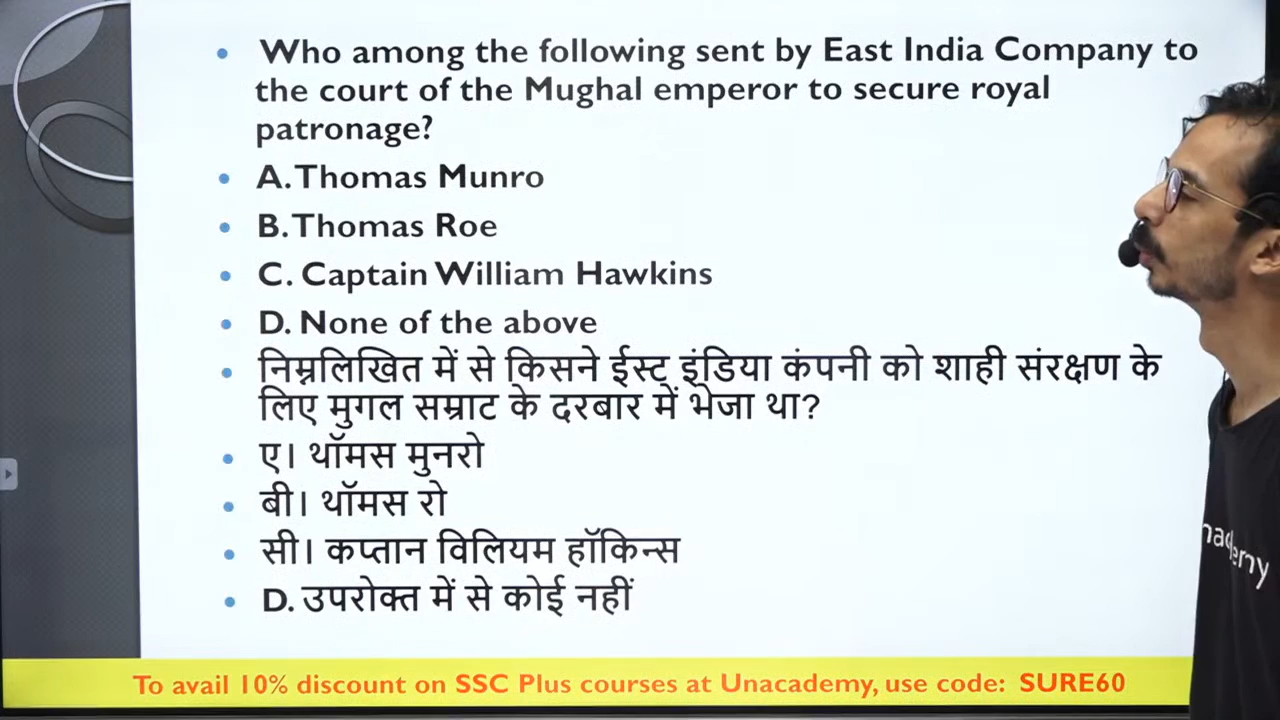 Who among the following sent by East India Company to
the court of the Mughal emperor to secure royal
patronage?
A. Thomas Munro
B. Thomas Roe
C. Captain William Hawkins
D. None of the above
निम्नलिखित में से किसने ईस्ट इंडिया कंपनी को शाही संरक्षण के
लिए मुगल सम्राट के दरबार में भेजा था?
ए। थॉमस मुनरो
बी। थॉमस रो
सी। कप्तान विलियम हॉकिन्स
D. उपरोक्त में से कोई नहीं
To avail 10% discount on SSC Plus courses at Unacademy, use code: SURE60